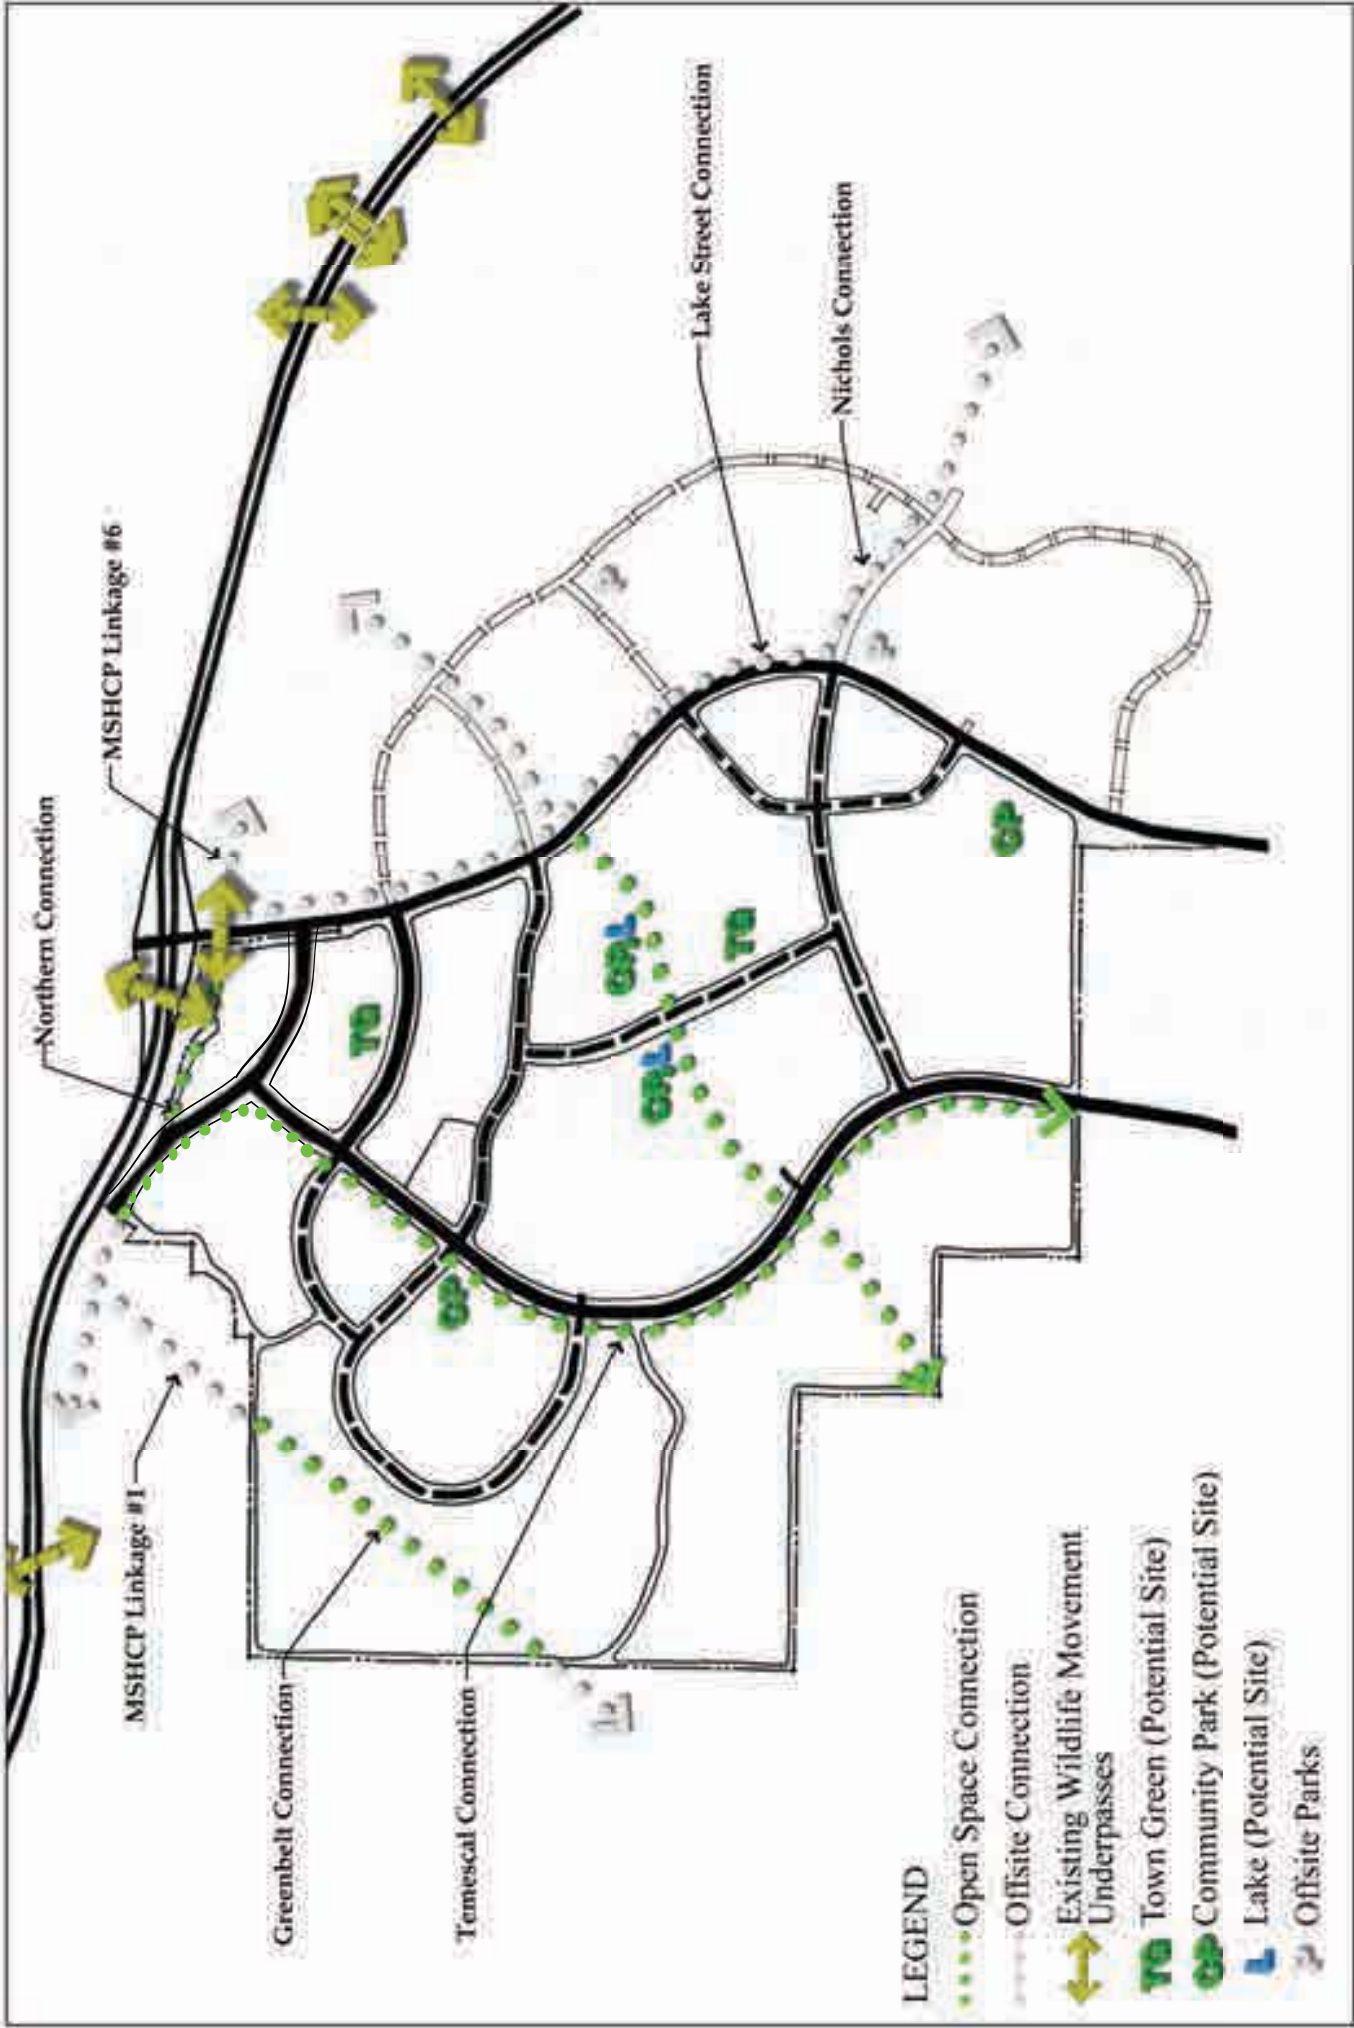 MSHCP Linkage #1
Northern Connection
MSHCP Linkage #6
Greenbelt Connection
Temescal Connection
Lake Street Connection
Nichols Connection
TG
CP
CP
L
CP
L
TG
CP
P
P
LEGEND
Open Space Connection
Offsite Connection
Existing Wildlife Movement
Underpasses
TG Town Green (Potential Site)
CP Community Park (Potential Site)
L Lake (Potential Site)
P Offsite Parks